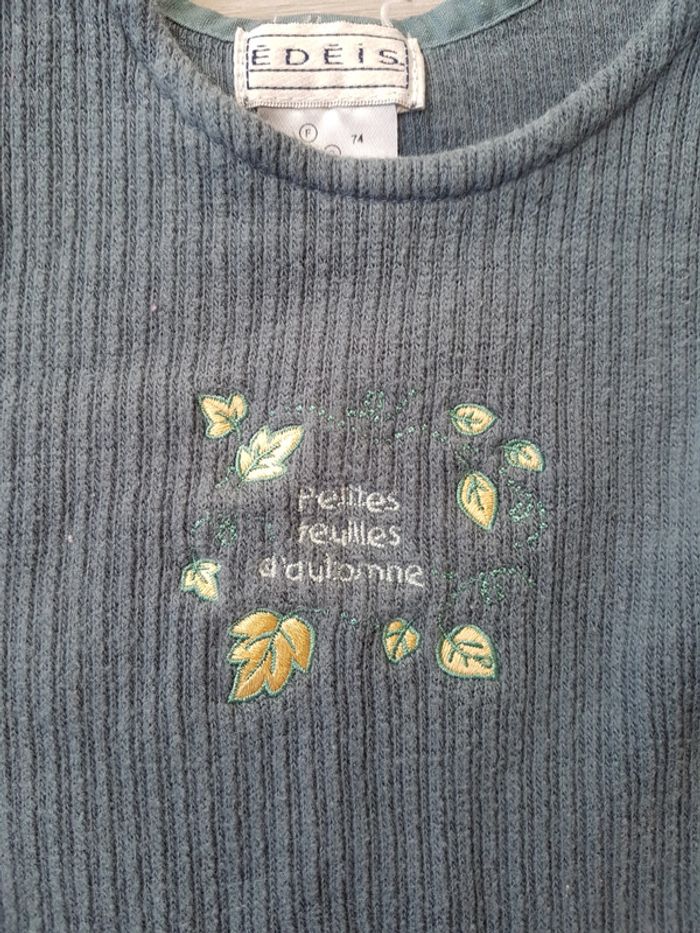 ÉDÉIS
F 74
Petites
feuilles
d'automne